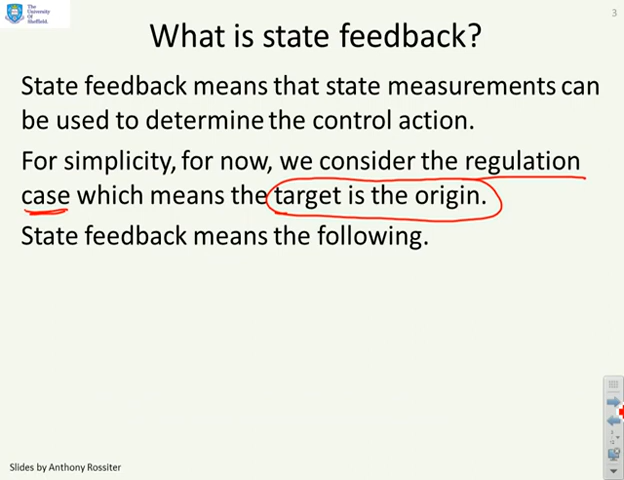 The
University
Of
Sheffield.
3
What is state feedback?
State feedback means that state measurements can
be used to determine the control action.
For simplicity, for now, we consider the regulation
case which means the target is the origin.
State feedback means the following.
Slides by Anthony Rossiter